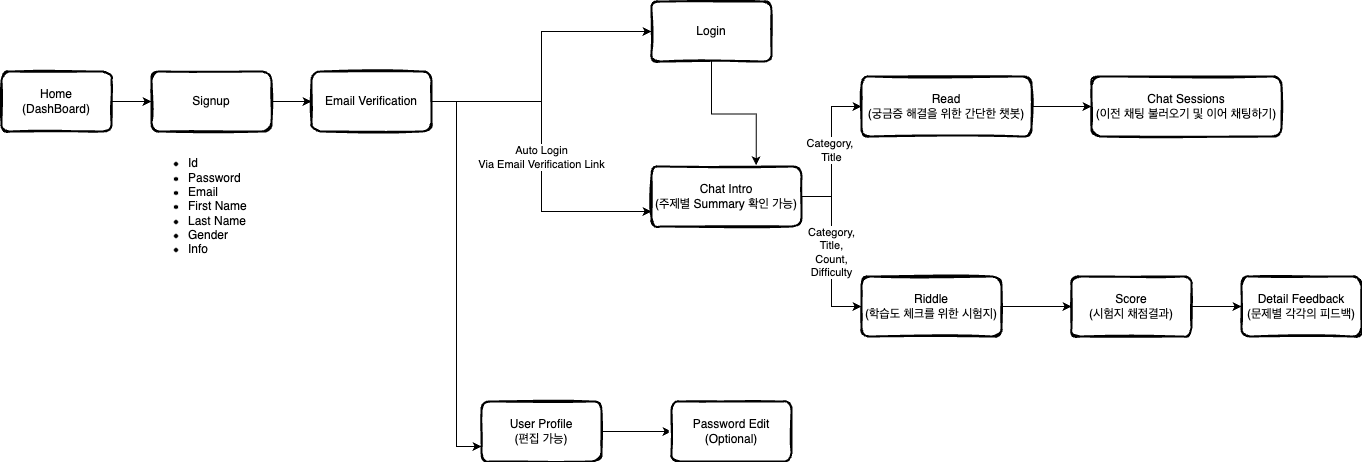 Home
(DashBoard)
Signup
Id
Password
Email
First Name
Last Name
Gender
Info
Email Verification
Login
Auto Login
Via Email Verification Link
Chat Intro
(주제별 Summary 확인 가능)
Category,
Title
Read
(궁금증 해결을 위한 간단한 챗봇)
Chat Sessions
(이전 채팅 불러오기 및 이어 채팅하기)
Category,
Title,
Count,
Difficulty
Riddle
(학습도 체크를 위한 시험지)
Score
(시험지 채점결과)
Detail Feedback
(문제별 각각의 피드백)
User Profile
(편집 가능)
Password Edit
(Optional)